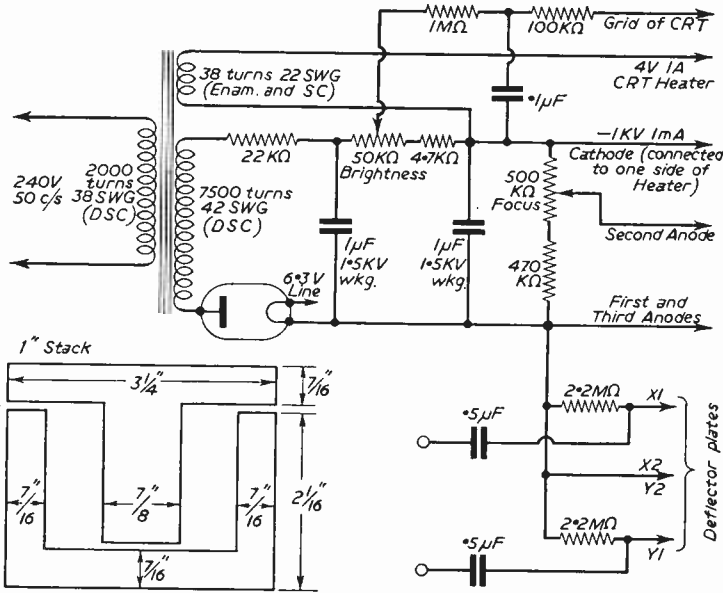 1MΩ
100KΩ
Grid of CRT
38 turns 22 SWG
(Enam. and SC)
4V 1A
CRT Heater
·1μF
-1KV 1mA
Cathode (connected
to one side of
Heater)
22KΩ
50KΩ
Brightness
4·7KΩ
500
KΩ
Focus
240V
50 c/s
2000
turns
38 SWG
(DSC)
7500 turns
42 SWG
(DSC)
1μF
1·5KV
wkg.
1μF
1·5KV
wkg.
Second Anode
470
KΩ
6·3V
Line
First and
Third Anodes
1" Stack
3 1/4"
7/16"
7/16"
7/8"
7/16"
2 1/16"
7/16"
2·2MΩ
X1
·5μF
X2
Y2
2·2MΩ
Y1
·5μF
Deflector plates